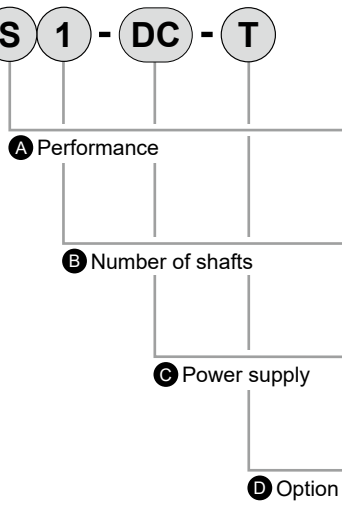 S 1 - DC - T
A Performance
B Number of shafts
C Power supply
D Option